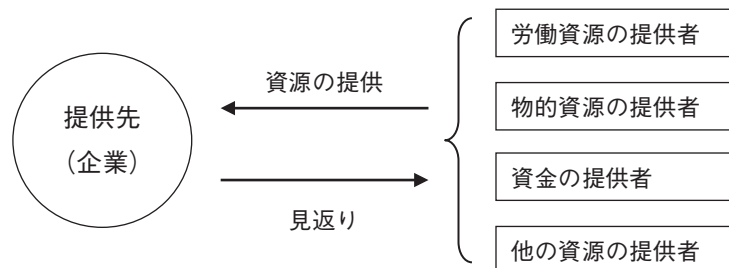 提供先
（企業）
資源の提供
見返り
労働資源の提供者
物的資源の提供者
資金の提供者
他の資源の提供者